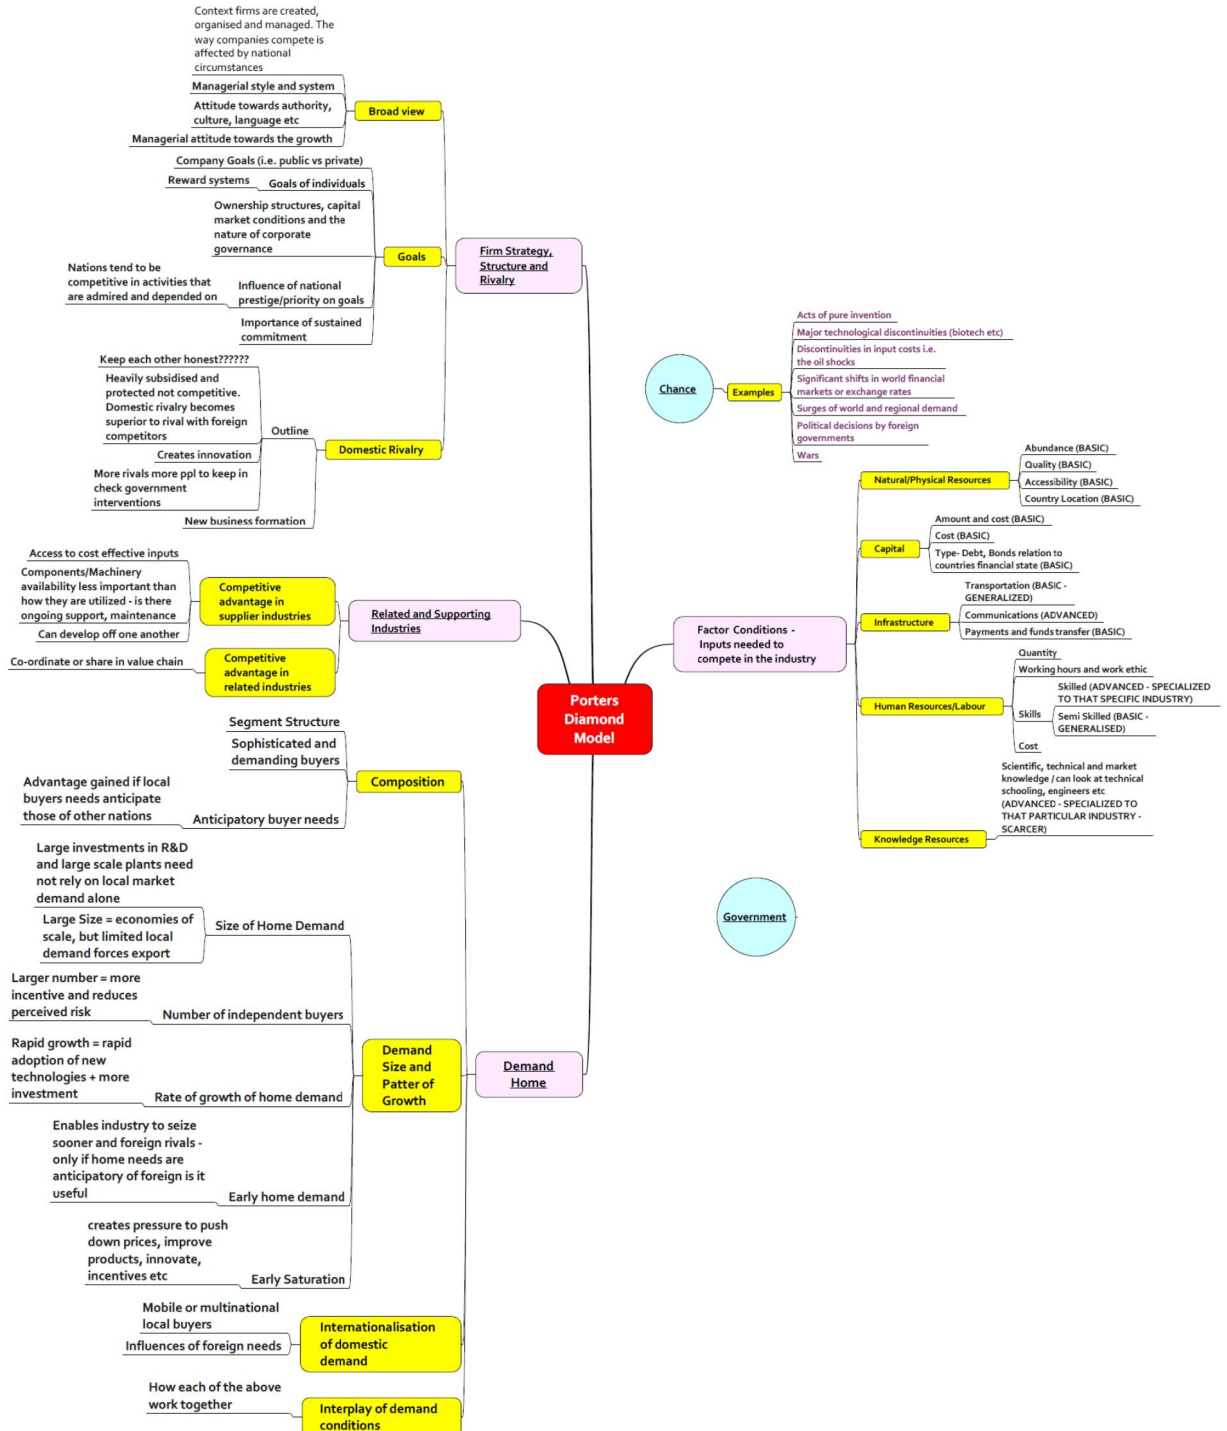 Context firms are created,
organised and managed. The
way companies compete is
affected by national
circumstances
Managerial style and system
Attitude towards authority,
culture, language etc
Managerial attitude towards the growth
Broad view
Company Goals (i.e. public vs private)
Reward systems
Goals of individuals
Ownership structures, capital
market conditions and the
nature of corporate
governance
Nations tend to be
competitive in activities that
are admired and depended on
Influence of national
prestige/priority on goals
Importance of sustained
commitment
Goals
Firm Strategy,
Structure and
Rivalry
Keep each other honest??????
Heavily subsidised and
protected not competitive.
Domestic rivalry becomes
superior to rival with foreign
competitors
Creates innovation
More rivals more ppl to keep in
check government
interventions
Outline
New business formation
Domestic Rivalry
Access to cost effective inputs
Components/Machinery
availability less important than
how they are utilized - is there
ongoing support, maintenance
Can develop off one another
Competitive
advantage in
supplier industries
Co-ordinate or share in value chain
Competitive
advantage in
related industries
Related and Supporting
Industries
Porters
Diamond
Model
Segment Structure
Sophisticated and
demanding buyers
Advantage gained if local
buyers needs anticipate
those of other nations
Anticipatory buyer needs
Composition
Large investments in R&D
and large scale plants need
not rely on local market
demand alone
Large Size = economies of
scale, but limited local
demand forces export
Size of Home Demand
Larger number = more
incentive and reduces
perceived risk
Number of independent buyers
Rapid growth = rapid
adoption of new
technologies + more
investment
Rate of growth of home demand
Enables industry to seize
sooner and foreign rivals -
only if home needs are
anticipatory of foreign is it
useful
Early home demand
creates pressure to push
down prices, improve
products, innovate,
incentives etc
Early Saturation
Demand
Size and
Patter of
Growth
Demand
Home
Mobile or multinational
local buyers
Influences of foreign needs
Internationalisation
of domestic
demand
How each of the above
work together
Interplay of demand
conditions
Chance
Examples
Acts of pure invention
Major technological discontinuities (biotech etc)
Discontinuities in input costs i.e.
the oil shocks
Significant shifts in world financial
markets or exchange rates
Surges of world and regional demand
Political decisions by foreign
governments
Wars
Factor Conditions -
Inputs needed to
compete in the industry
Natural/Physical Resources
Abundance (BASIC)
Quality (BASIC)
Accessibility (BASIC)
Country Location (BASIC)
Capital
Amount and cost (BASIC)
Cost (BASIC)
Type- Debt, Bonds relation to
countries financial state (BASIC)
Infrastructure
Transportation (BASIC -
GENERALIZED)
Communications (ADVANCED)
Payments and funds transfer (BASIC)
Human Resources/Labour
Quantity
Working hours and work ethic
Skills
Skilled (ADVANCED - SPECIALIZED
TO THAT SPECIFIC INDUSTRY)
Semi Skilled (BASIC -
GENERALISED)
Cost
Knowledge Resources
Scientific, technical and market
knowledge / can look at technical
schooling, engineers etc
(ADVANCED - SPECIALIZED TO
THAT PARTICULAR INDUSTRY -
SCARCER)
Government